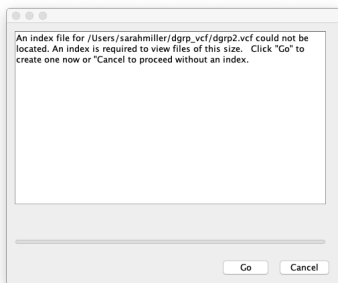 An index file for /Users/sarahmiller/dgrp_vcf/dgrp2.vcf could not be
located. An index is required to view files of this size.   Click "Go" to
create one now or "Cancel to proceed without an index.
Go
Cancel